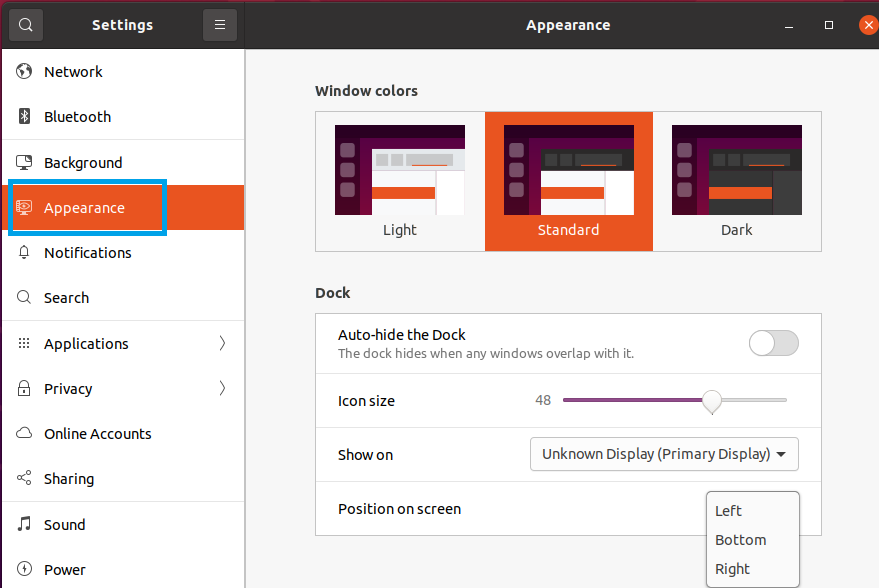 Settings
Appearance
Network
Bluetooth
Background
Appearance
Notifications
Search
Applications
Privacy
Online Accounts
Sharing
Sound
Power
Window colors
Light
Standard
Dark
Dock
Auto-hide the Dock
The dock hides when any windows overlap with it.
Icon size
48
Show on
Unknown Display (Primary Display)
Position on screen
Left
Bottom
Right